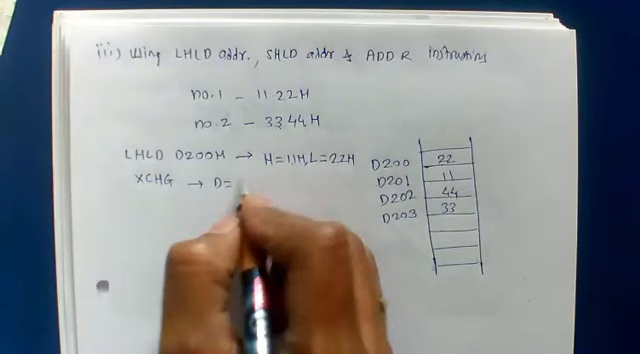 iii) Using LHLD addr., SHLD addr & ADD R instructions
no.1 - 1122H
no.2 - 3344H
LHLD D200H → H=11H, L=22H
XCHG → D=
D200 22
D201 11
D202 44
D203 33